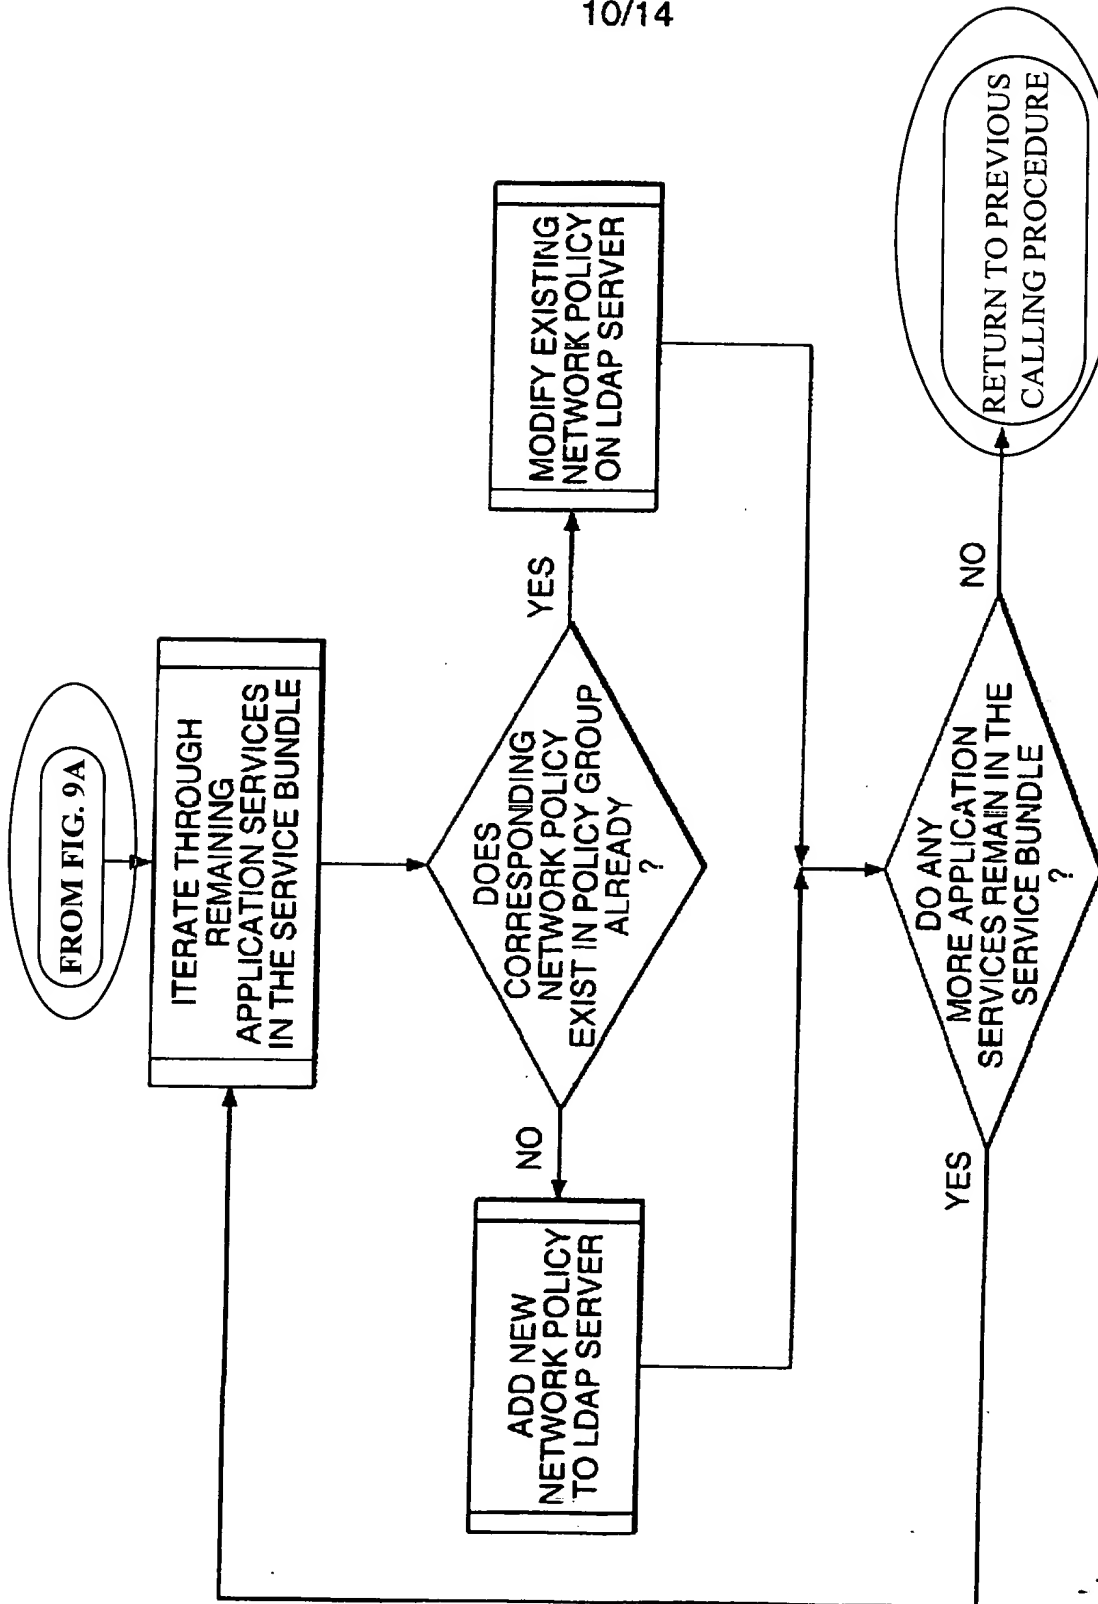 10/14
FROM FIG. 9A
ITERATE THROUGH
REMAINING
APPLICATION SERVICES
IN THE SERVICE BUNDLE
DOES
CORRESPONDING
NETWORK POLICY
EXIST IN POLICY GROUP
ALREADY
?
NO
YES
ADD NEW
NETWORK POLICY
TO LDAP SERVER
MODIFY EXISTING
NETWORK POLICY
ON LDAP SERVER
DO ANY
MORE APPLICATION
SERVICES REMAIN IN THE
SERVICE BUNDLE
?
YES
NO
RETURN TO PREVIOUS
CALLING PROCEDURE